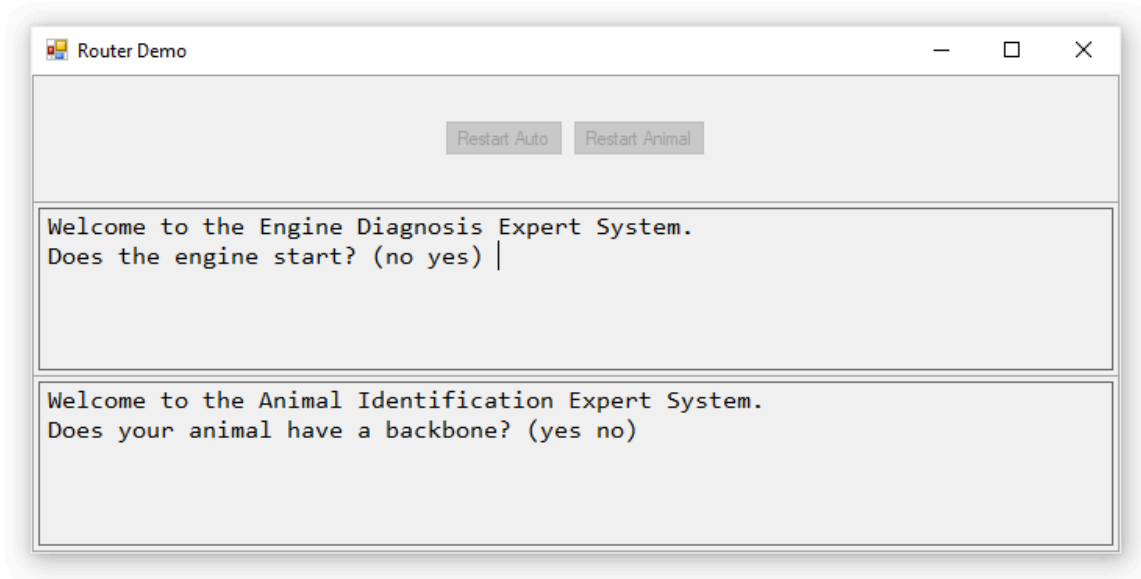 Router Demo
Restart Auto Restart Animal
Welcome to the Engine Diagnosis Expert System.
Does the engine start? (no yes)
Welcome to the Animal Identification Expert System.
Does your animal have a backbone? (yes no)